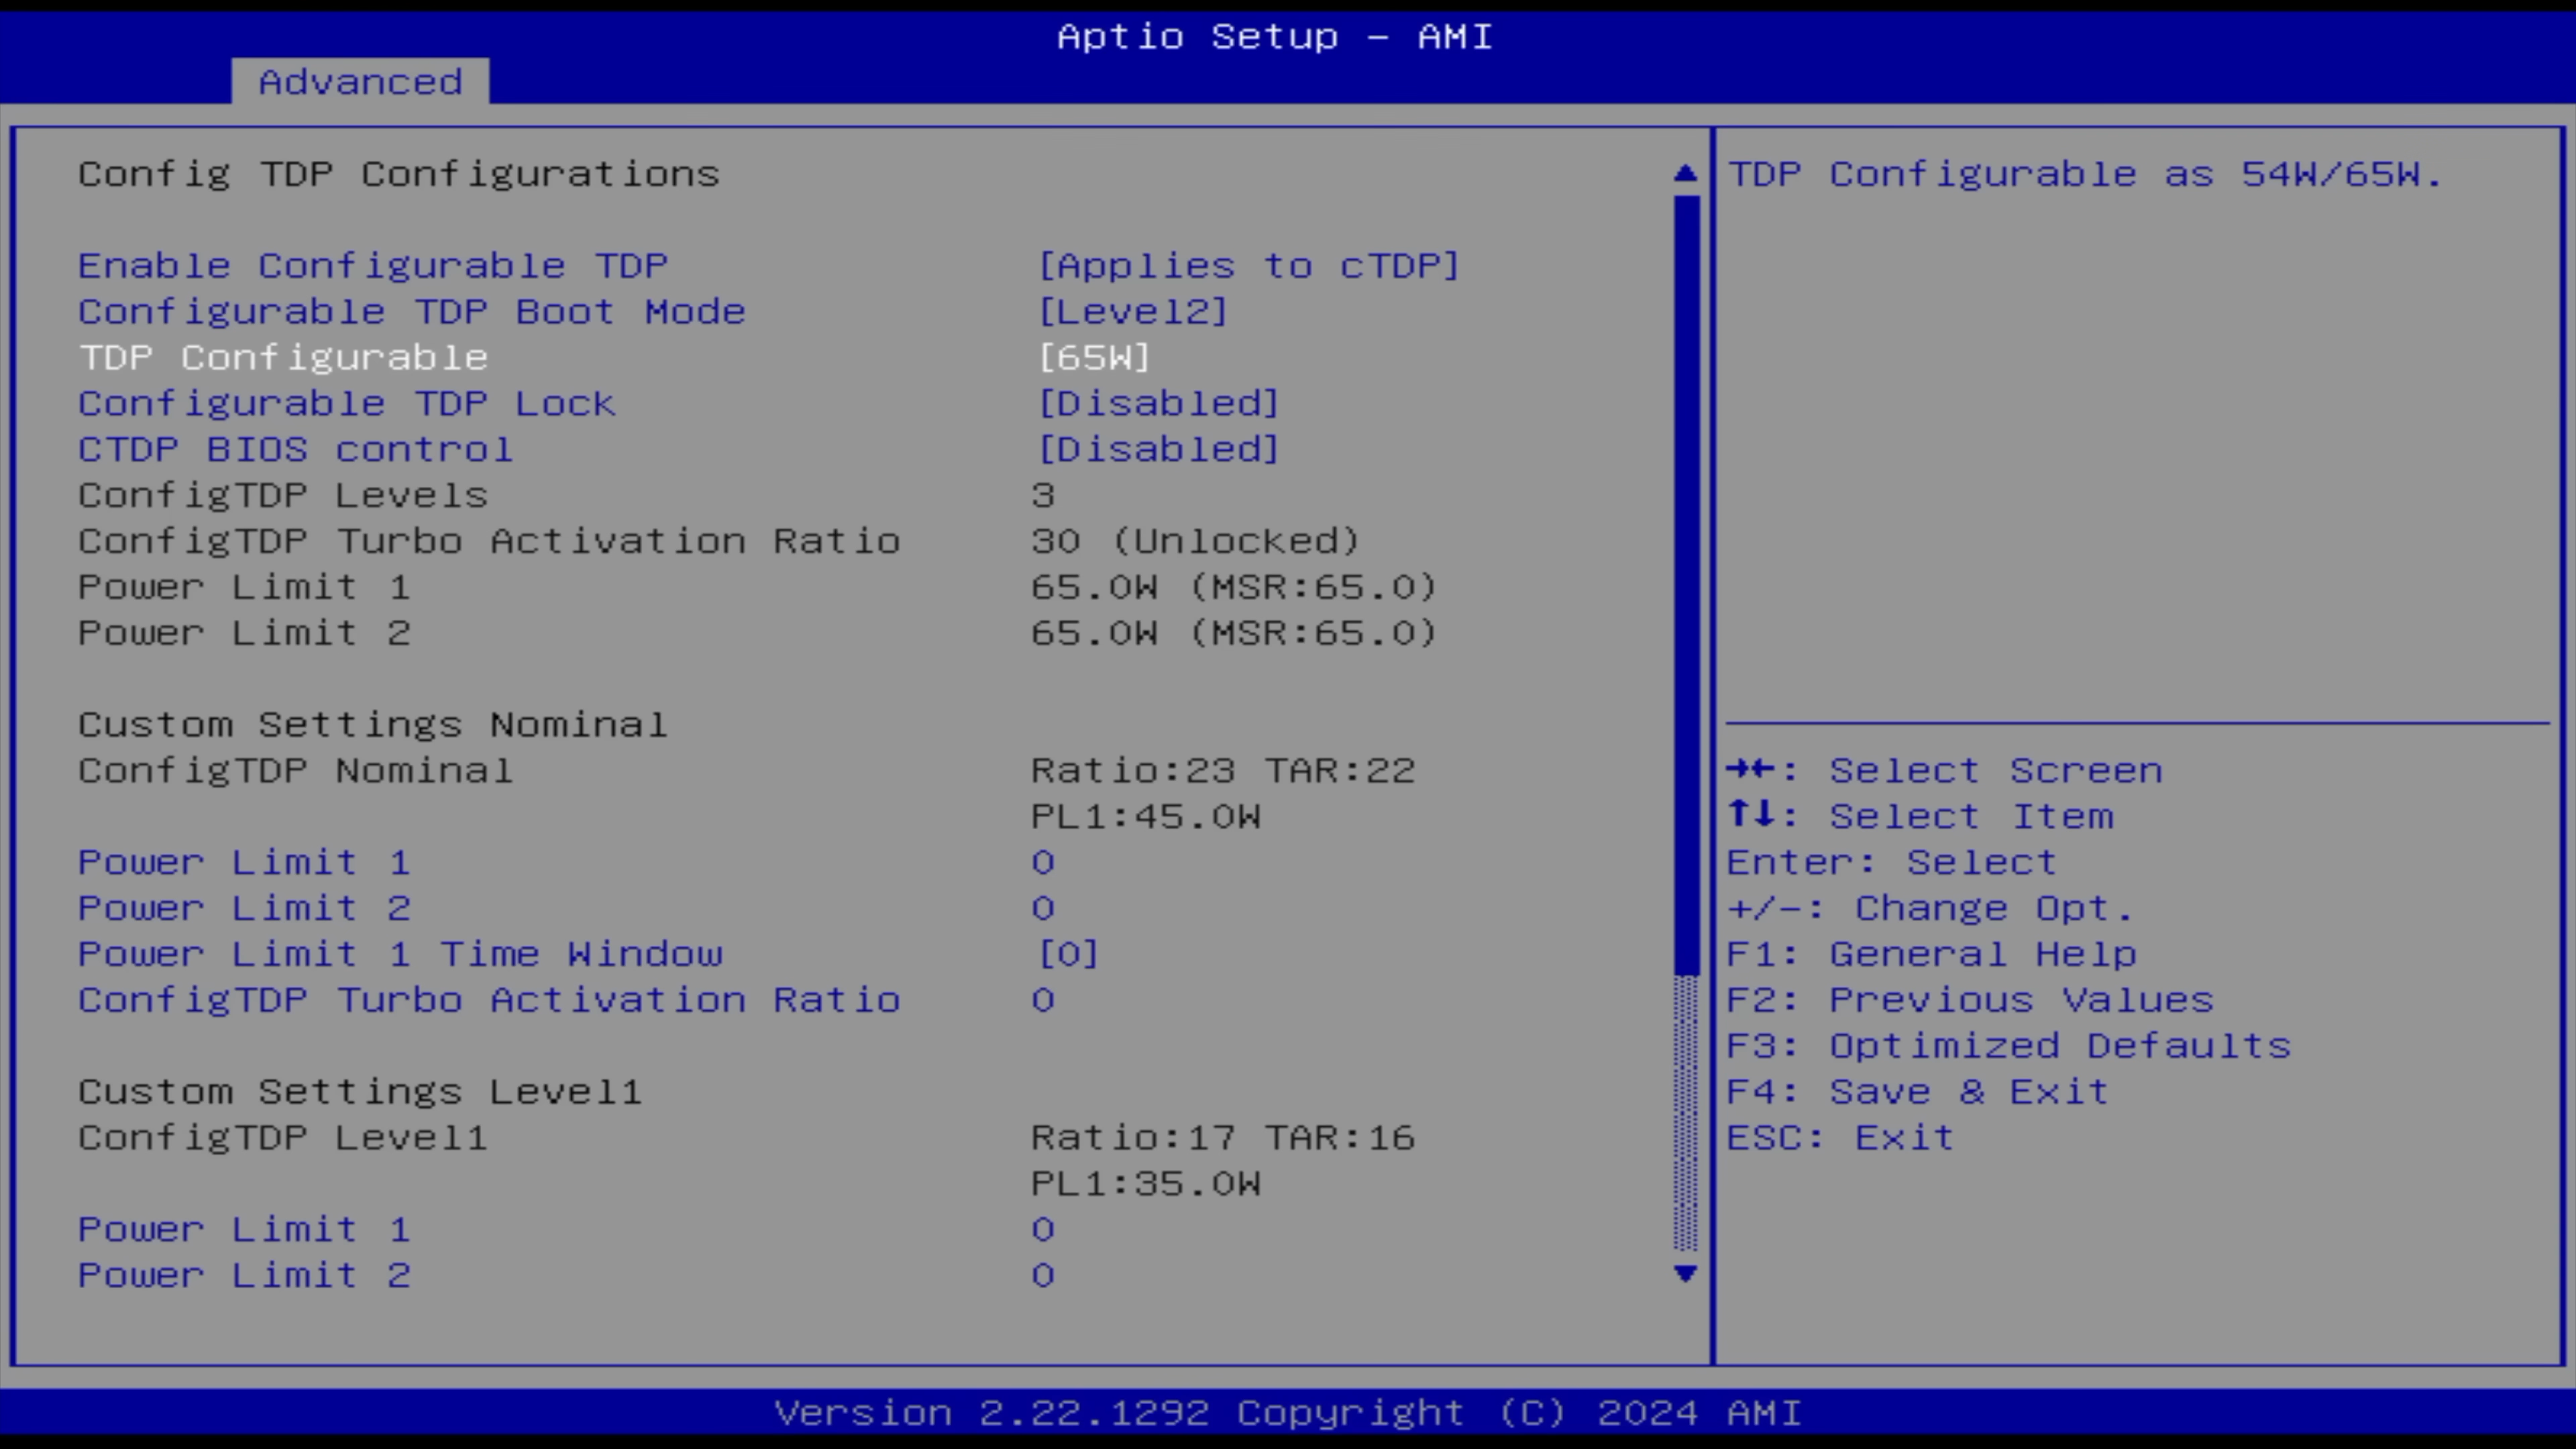 Aptio Setup - AMI
Advanced
Config TDP Configurations
Enable Configurable TDP [Applies to cTDP]
Configurable TDP Boot Mode [Level2]
TDP Configurable [65W]
Configurable TDP Lock [Disabled]
CTDP BIOS control [Disabled]
ConfigTDP Levels 3
ConfigTDP Turbo Activation Ratio 30 (Unlocked)
Power Limit 1 65.0W (MSR:65.0)
Power Limit 2 65.0W (MSR:65.0)
Custom Settings Nominal
ConfigTDP Nominal Ratio:23 TAR:22
PL1:45.0W
Power Limit 1 0
Power Limit 2 0
Power Limit 1 Time Window [0]
ConfigTDP Turbo Activation Ratio 0
Custom Settings Level1
ConfigTDP Level1 Ratio:17 TAR:16
PL1:35.0W
Power Limit 1 0
Power Limit 2 0
TDP Configurable as 54W/65W.
→←: Select Screen
↑↓: Select Item
Enter: Select
+/-: Change Opt.
F1: General Help
F2: Previous Values
F3: Optimized Defaults
F4: Save & Exit
ESC: Exit
Version 2.22.1292 Copyright (C) 2024 AMI